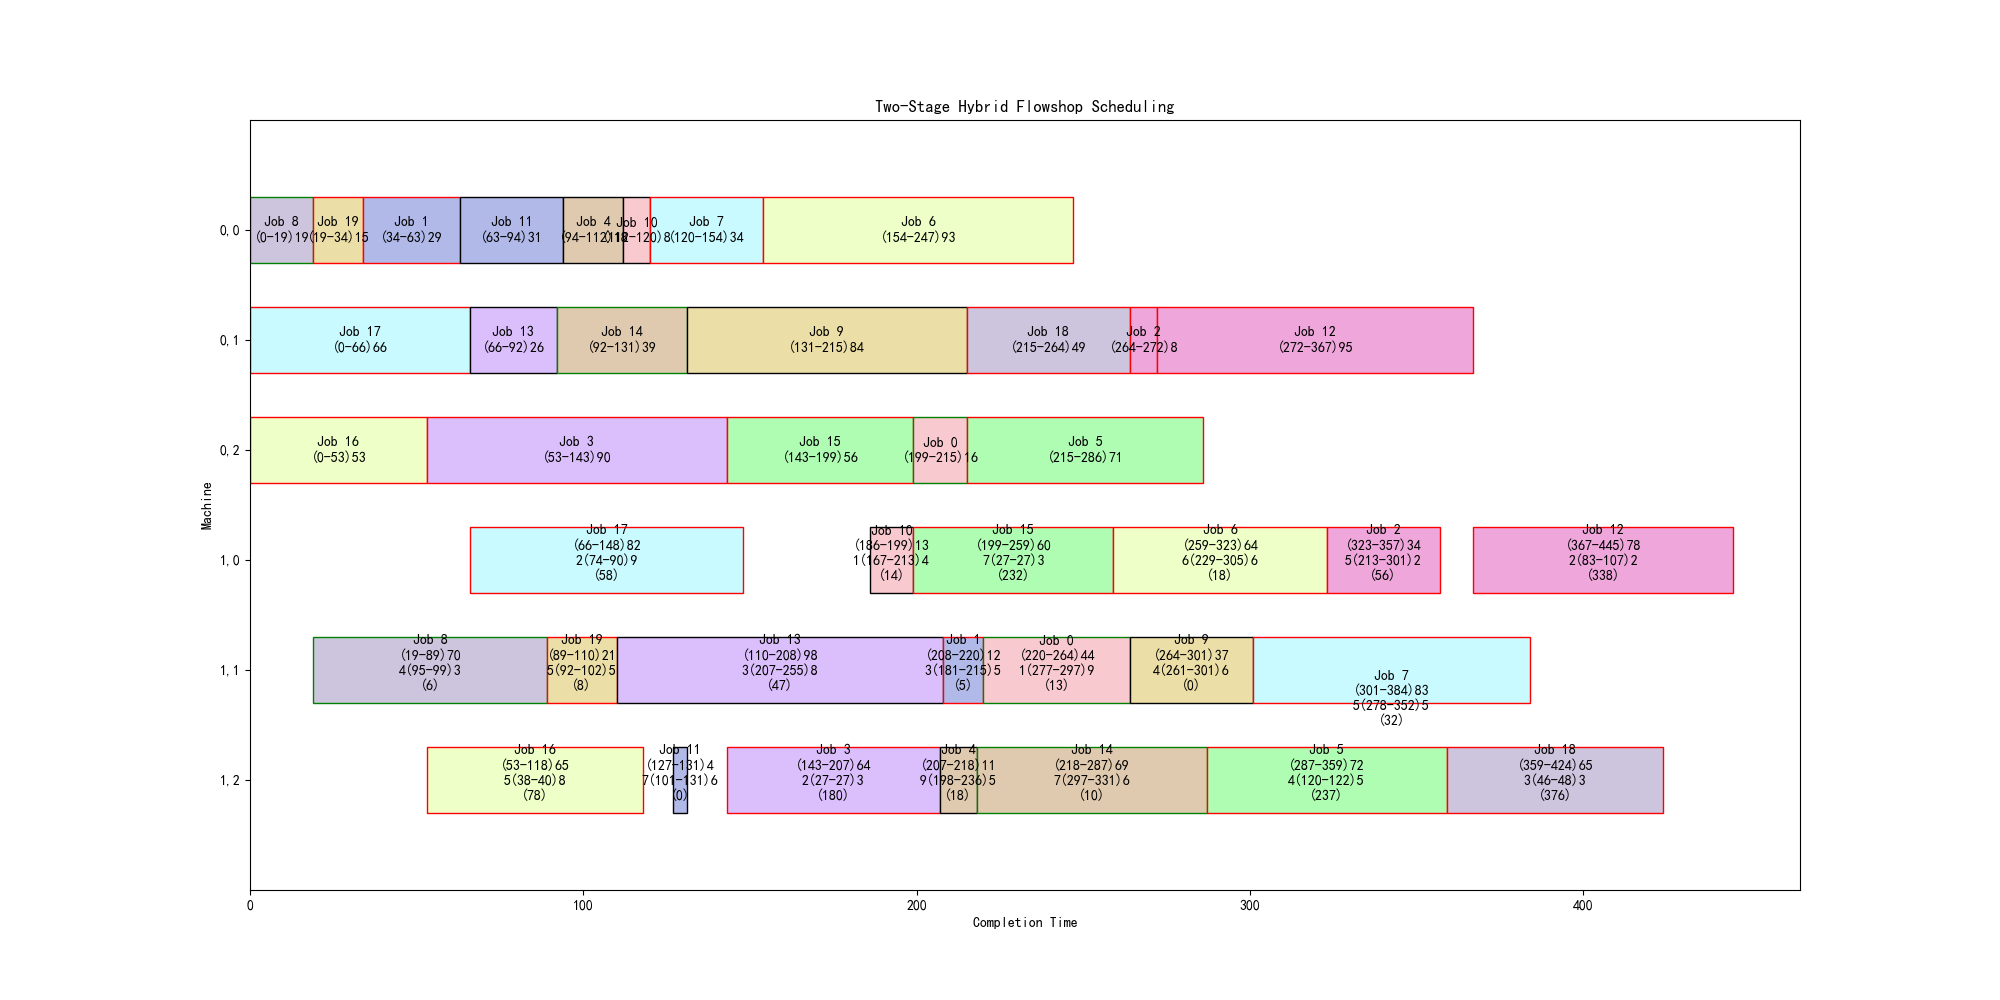 Two-Stage Hybrid Flowshop Scheduling
0,0
Job 8
(0-19)19
Job 19
(19-34)15
Job 1
(34-63)29
Job 11
(63-94)31
Job 4
(94-112)18
Job 10
(112-120)8
Job 7
(120-154)34
Job 6
(154-247)93
0,1
Job 17
(0-66)66
Job 13
(66-92)26
Job 14
(92-131)39
Job 9
(131-215)84
Job 18
(215-264)49
Job 2
(264-272)8
Job 12
(272-367)95
0,2
Job 16
(0-53)53
Job 3
(53-143)90
Job 15
(143-199)56
Job 0
(199-215)16
Job 5
(215-286)71
Machine
1,0
Job 17
(66-148)82
2(74-90)9
(58)
Job 10
(186-199)13
1(167-213)4
(14)
Job 15
(199-259)60
7(27-27)3
(232)
Job 6
(259-323)64
6(229-305)6
(18)
Job 2
(323-357)34
5(213-301)2
(56)
Job 12
(367-445)78
2(83-107)2
(338)
1,1
Job 8
(19-89)70
4(95-99)3
(6)
Job 19
(89-110)21
5(92-102)5
(8)
Job 13
(110-208)98
3(207-255)8
(47)
Job 1
(208-220)12
3(181-215)5
(5)
Job 0
(220-264)44
1(277-297)9
(13)
Job 9
(264-301)37
4(261-301)6
(0)
Job 7
(301-384)83
5(278-352)5
(32)
1,2
Job 16
(53-118)65
5(38-40)8
(78)
Job 11
(127-131)4
7(101-131)6
(0)
Job 3
(143-207)64
2(27-27)3
(180)
Job 4
(207-218)11
9(198-236)5
(18)
Job 14
(218-287)69
7(297-331)6
(10)
Job 5
(287-359)72
4(120-122)5
(237)
Job 18
(359-424)65
3(46-48)3
(376)
0
100
200
300
400
Completion Time